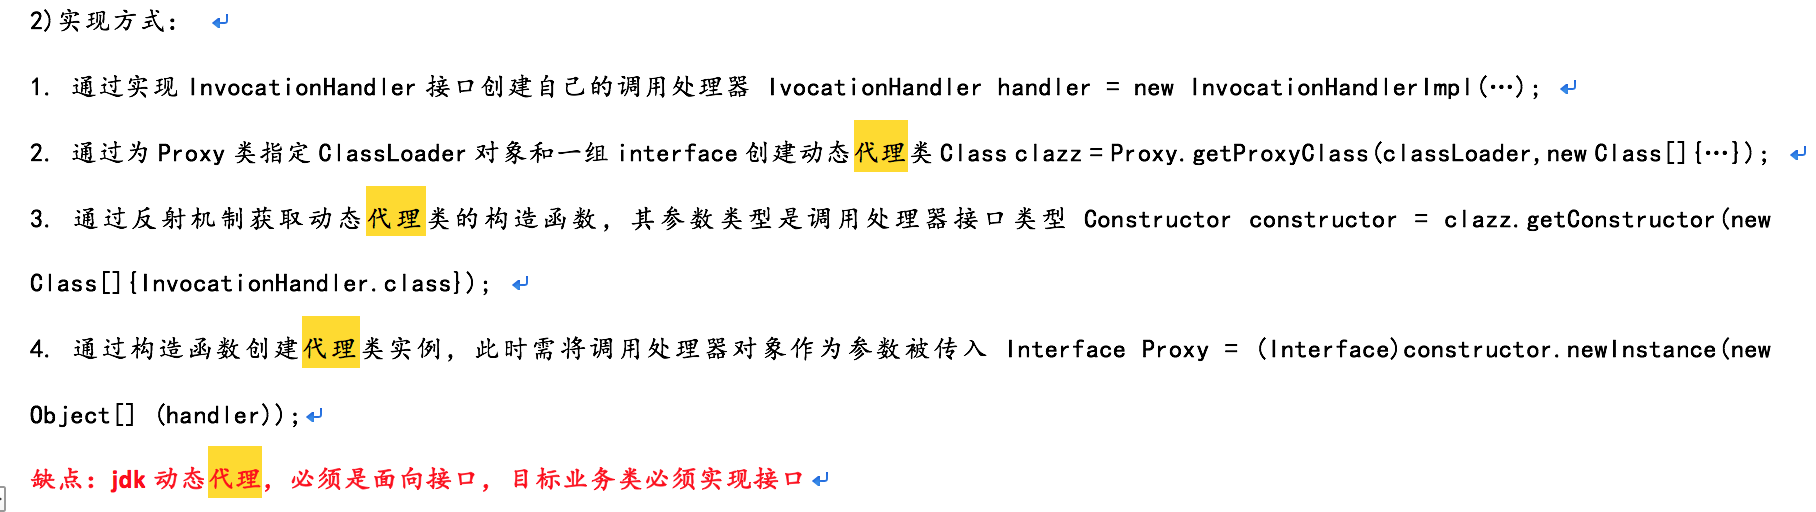 2)实现方式：
1. 通过实现 InvocationHandler 接口创建自己的调用处理器 IvocationHandler handler = new InvocationHandlerImpl(…);
2. 通过为 Proxy 类指定 ClassLoader 对象和一组 interface 创建动态代理类 Class clazz = Proxy.getProxyClass(classLoader,new Class[]{…});
3. 通过反射机制获取动态代理类的构造函数，其参数类型是调用处理器接口类型 Constructor constructor = clazz.getConstructor(new
Class[]{InvocationHandler.class});
4. 通过构造函数创建代理类实例，此时需将调用处理器对象作为参数被传入 Interface Proxy = (Interface)constructor.newInstance(new
Object[] (handler));
缺点：jdk 动态代理，必须是面向接口，目标业务类必须实现接口